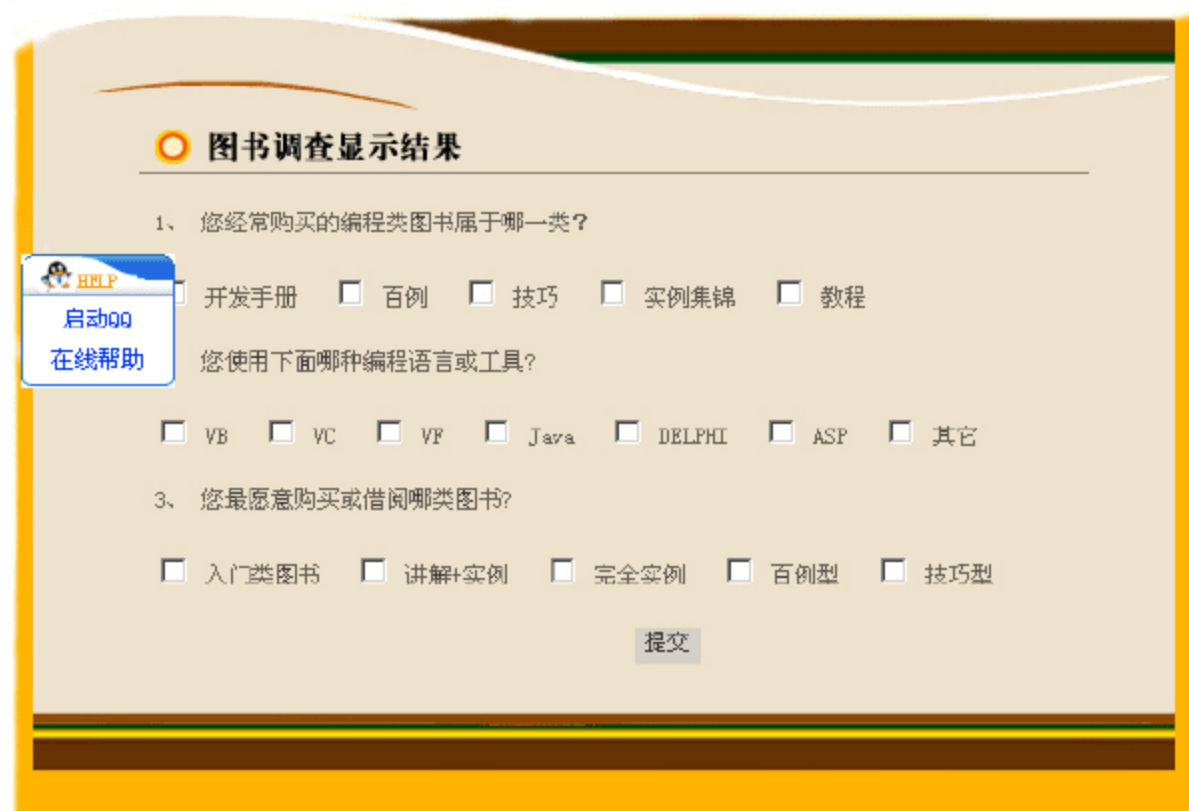 图书调查显示结果
1、 您经常购买的编程类图书属于哪一类?
HELP
开发手册 百例 技巧 实例集锦 教程
启动QQ
在线帮助
您使用下面哪种编程语言或工具?
VB VC VF Java DELPHI ASP 其它
3、 您最愿意购买或借阅哪类图书?
入门类图书 讲解+实例 完全实例 百例型 技巧型
提交